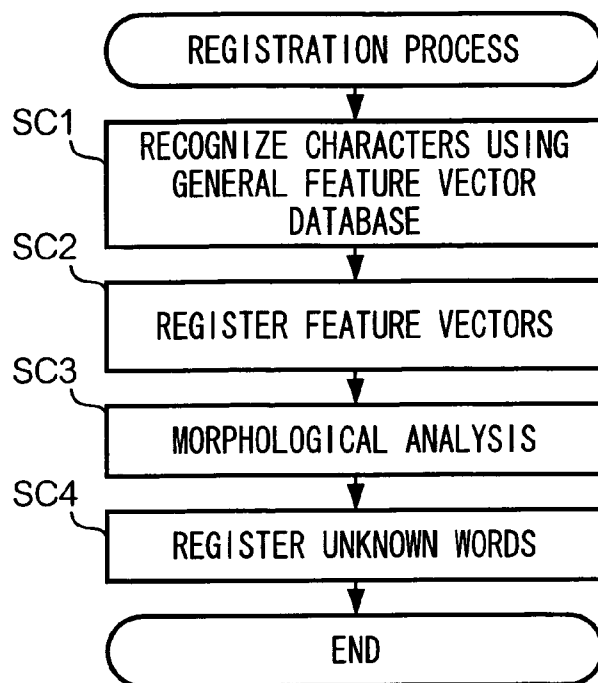 REGISTRATION PROCESS
SC1
RECOGNIZE CHARACTERS USING
GENERAL FEATURE VECTOR
DATABASE
SC2
REGISTER FEATURE VECTORS
SC3
MORPHOLOGICAL ANALYSIS
SC4
REGISTER UNKNOWN WORDS
END